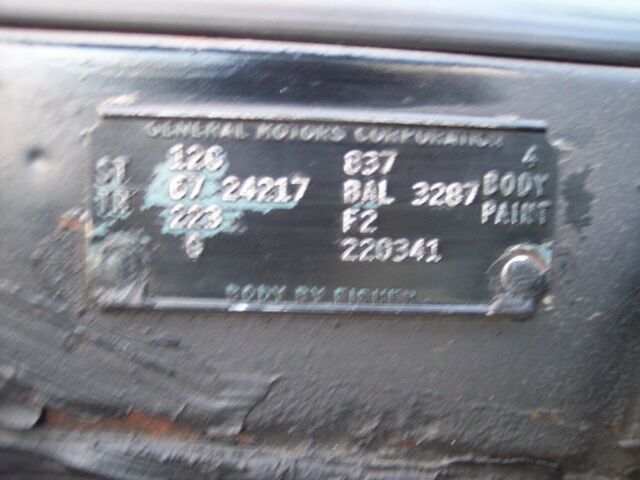 GENERAL MOTORS CORPORATION
ST 67 24217 BAL 3287 BODY
TR 223 F2 PAINT
220341
BODY BY FISHER
12G 837 4